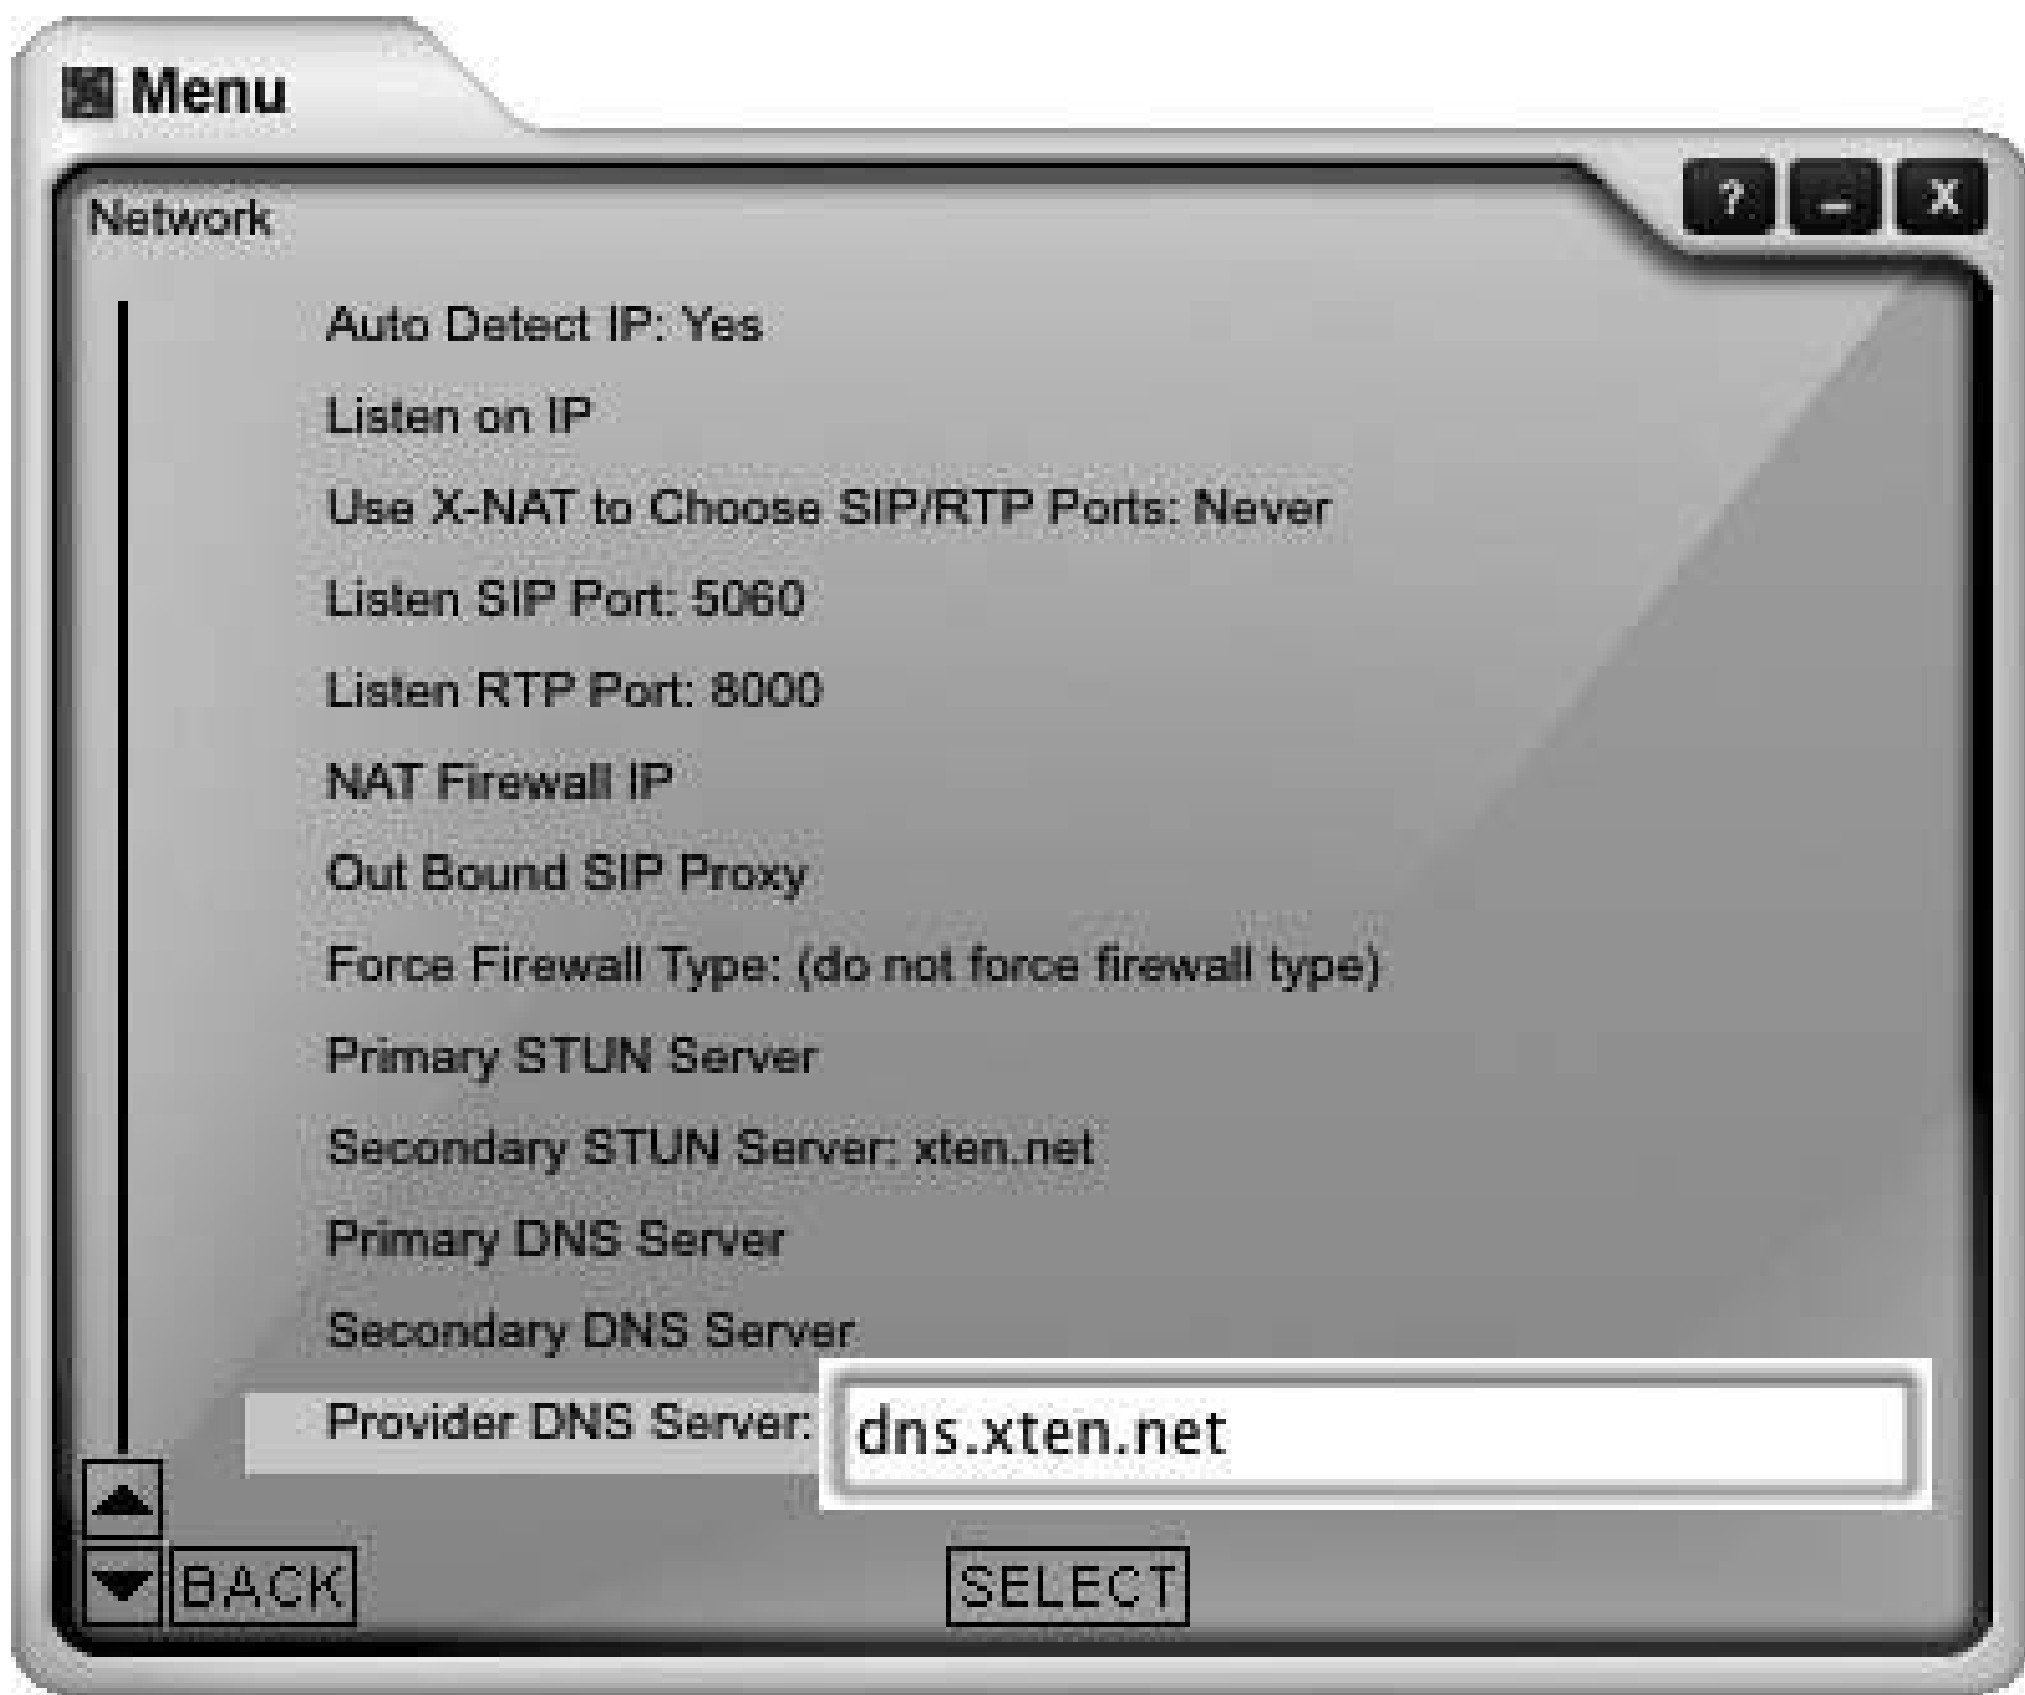 Menu
? _ X
Network
Auto Detect IP: Yes
Listen on IP
Use X-NAT to Choose SIP/RTP Ports: Never
Listen SIP Port: 5060
Listen RTP Port: 8000
NAT Firewall IP
Out Bound SIP Proxy
Force Firewall Type: (do not force firewall type)
Primary STUN Server
Secondary STUN Server: xten.net
Primary DNS Server
Secondary DNS Server
Provider DNS Server: dns.xten.net
BACK SELECT